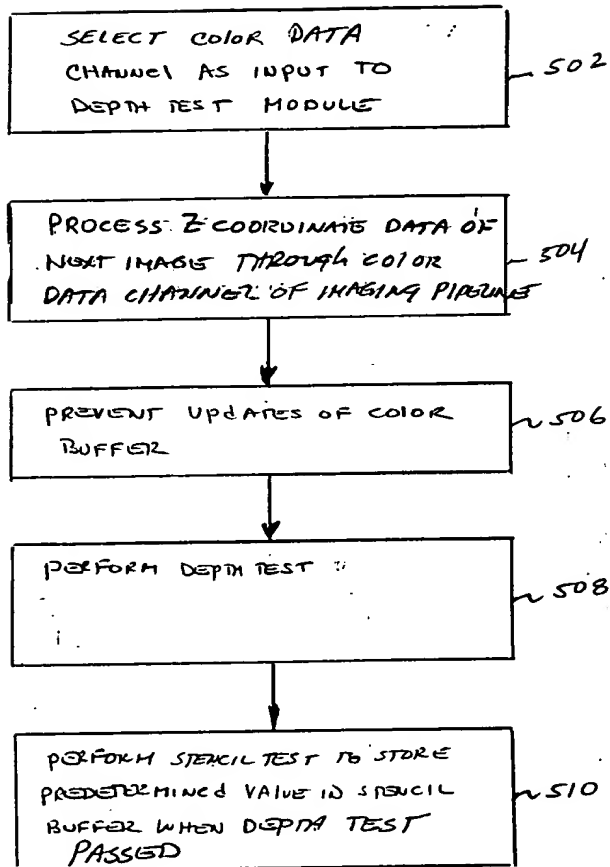 SELECT COLOR DATA
CHANNEL AS INPUT TO
DEPTH TEST MODULE
502
PROCESS Z COORDINATE DATA OF
NEXT IMAGE THROUGH COLOR
DATA CHANNEL OF IMAGING PIPELINE
504
PREVENT UPDATES OF COLOR
BUFFER
506
PERFORM DEPTH TEST
508
PERFORM STENCIL TEST TO STORE
PREDETERMINED VALUE IN STENCIL
BUFFER WHEN DEPTH TEST
PASSED
510